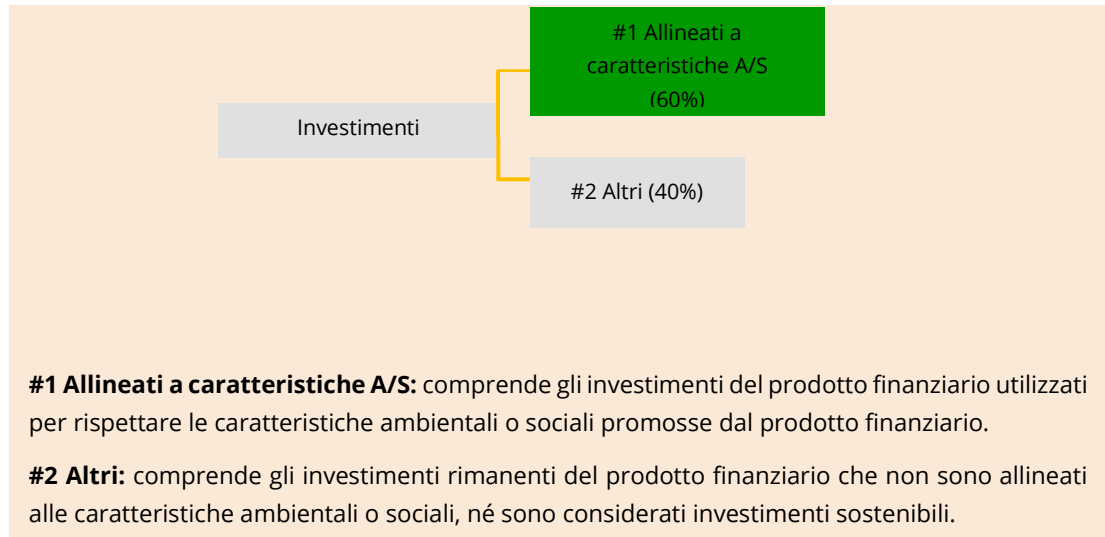 #1 Allineati a
caratteristiche A/S
(60%)
Investimenti
#2 Altri (40%)
#1 Allineati a caratteristiche A/S: comprende gli investimenti del prodotto finanziario utilizzati
per rispettare le caratteristiche ambientali o sociali promosse dal prodotto finanziario.
#2 Altri: comprende gli investimenti rimanenti del prodotto finanziario che non sono allineati
alle caratteristiche ambientali o sociali, né sono considerati investimenti sostenibili.